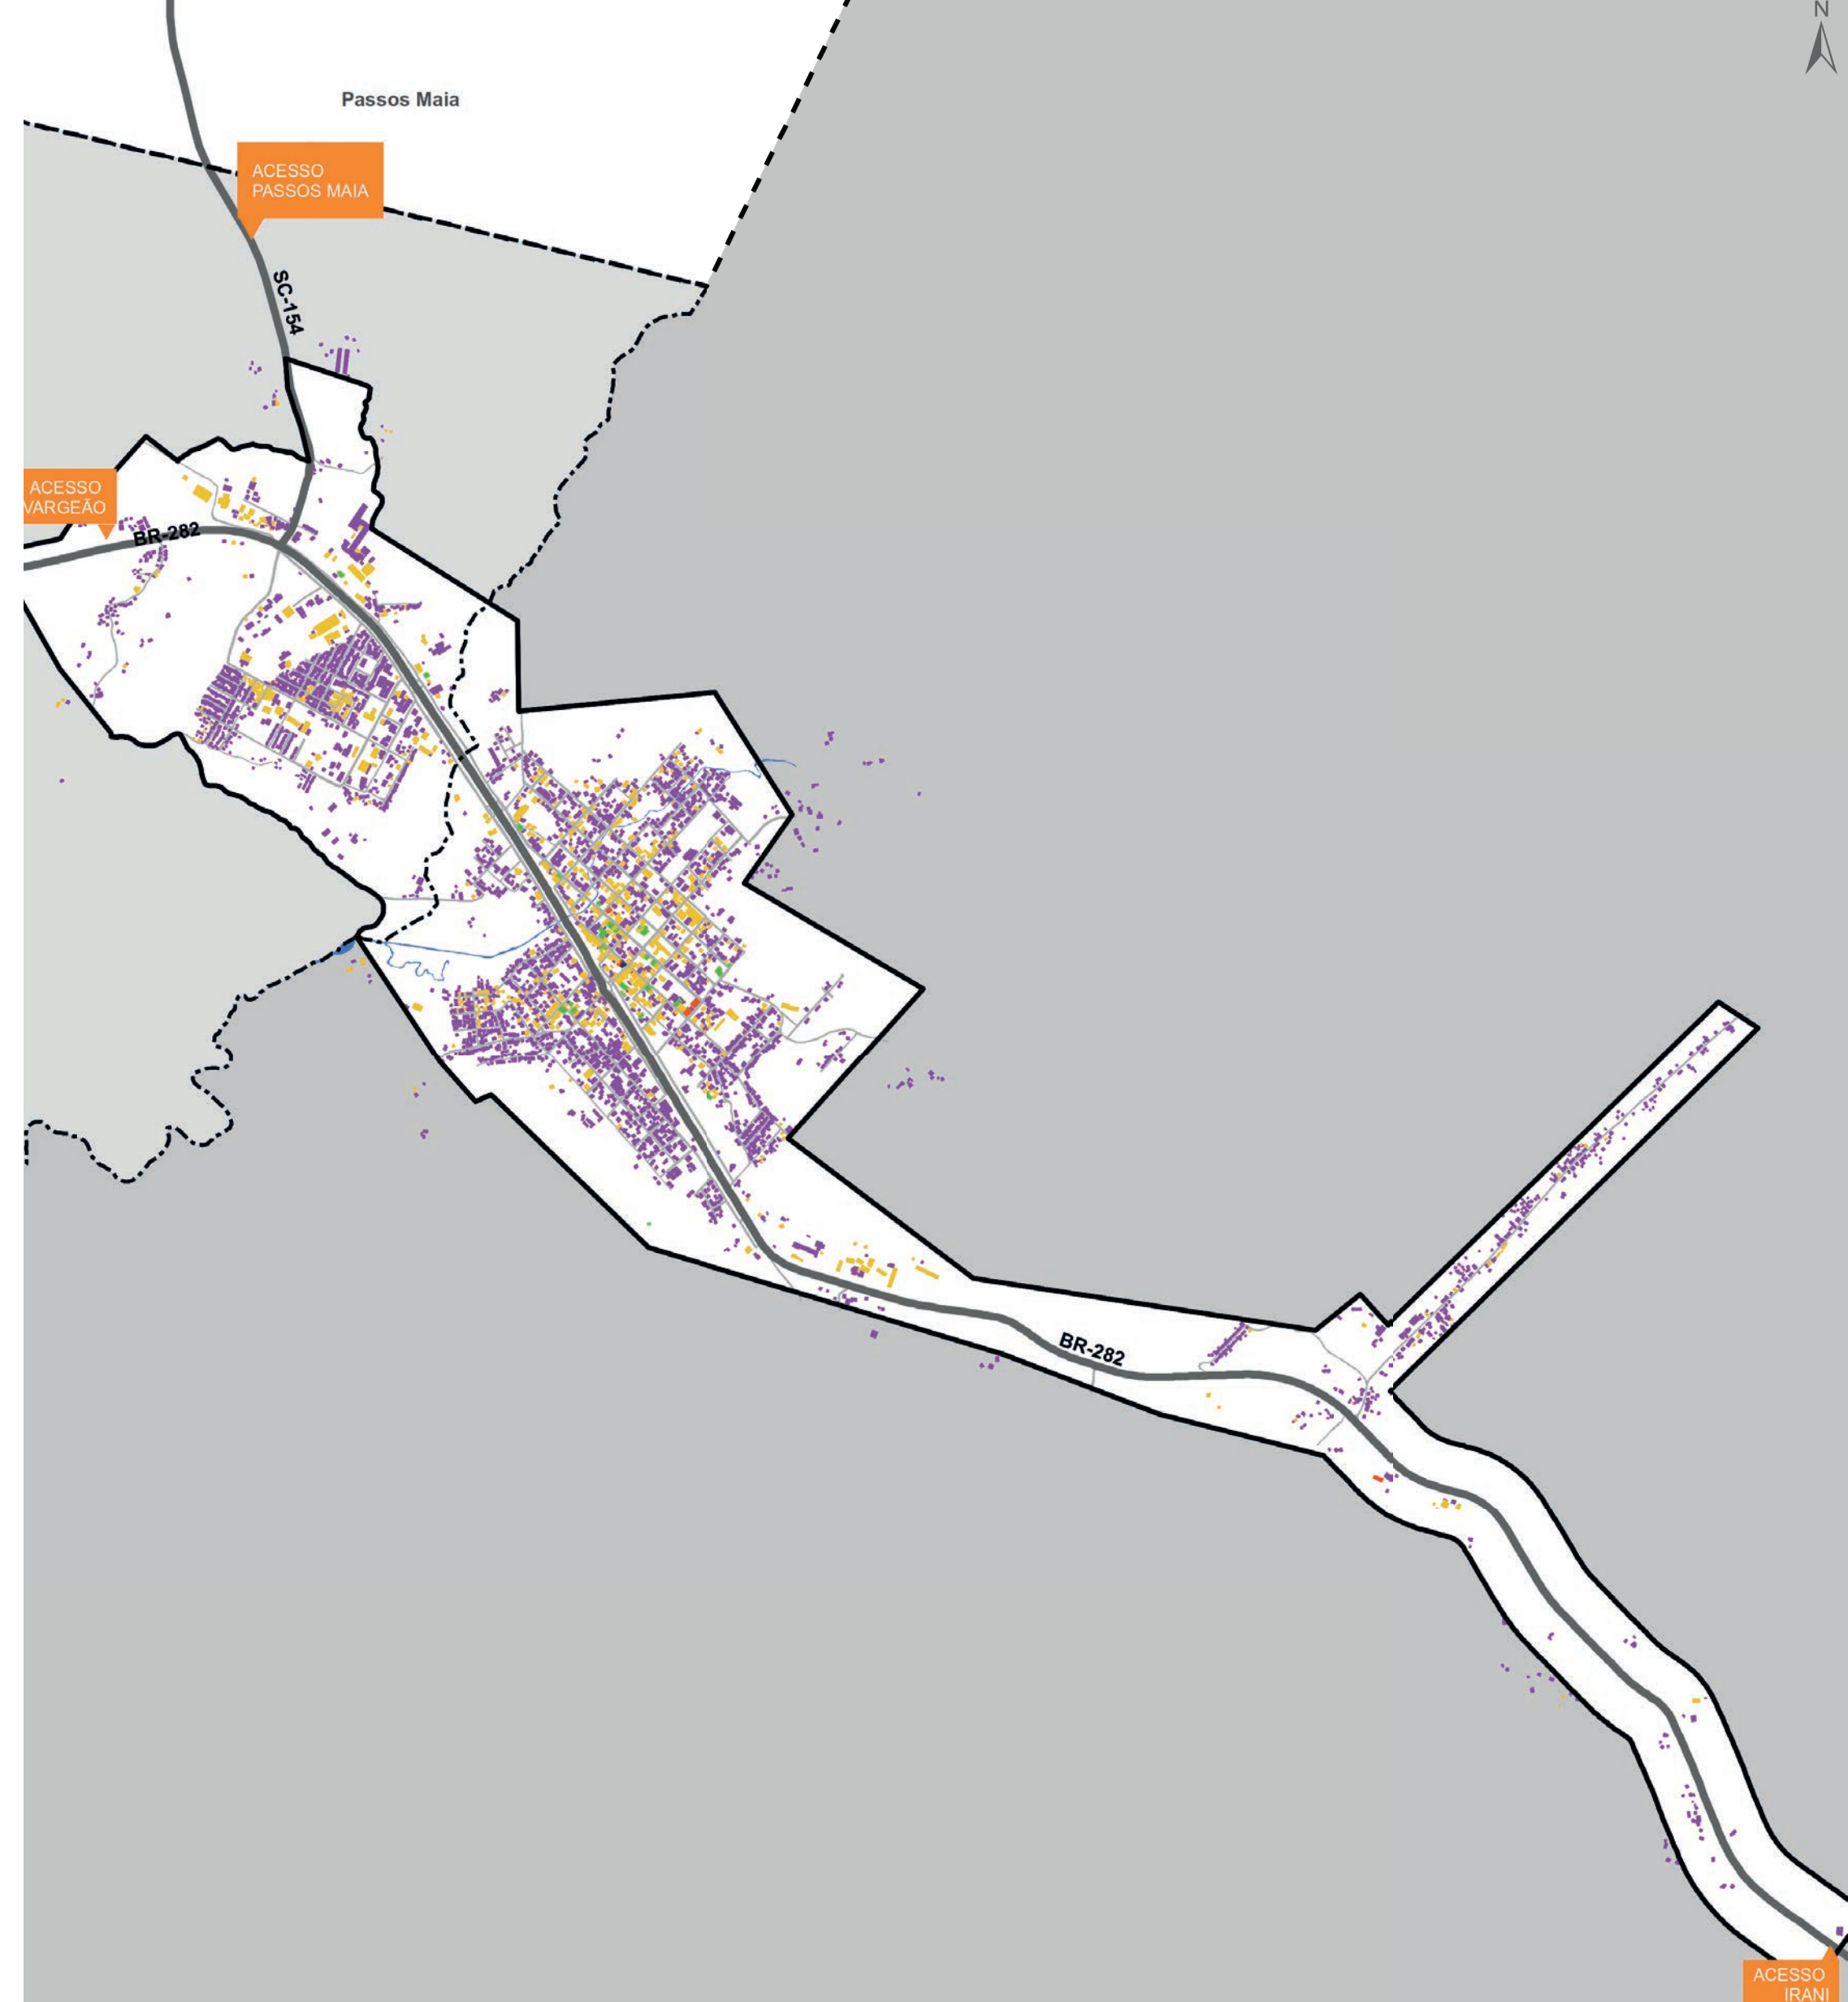 N
Passos Maia
ACESSO
PASSOS MAIA
SC-154
ACESSO
VARGEÃO
BR-282
BR-282
ACESSO
IRANI